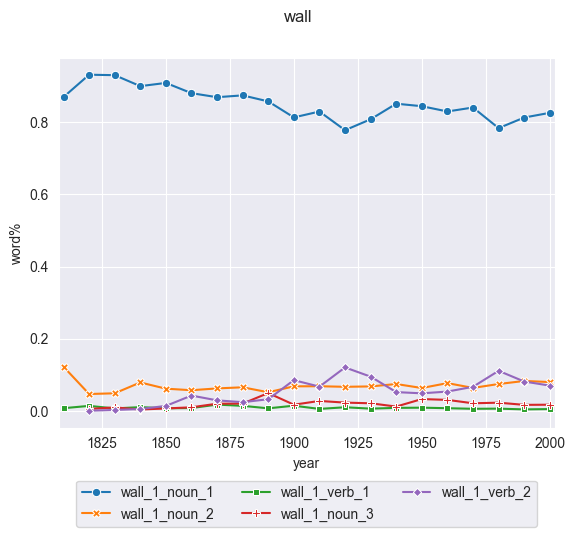 wall
word%
0.8
0.6
0.4
0.2
0.0
1825 1850 1875 1900 1925 1950 1975 2000
year
wall_1_noun_1 wall_1_verb_1 wall_1_verb_2
wall_1_noun_2 wall_1_noun_3